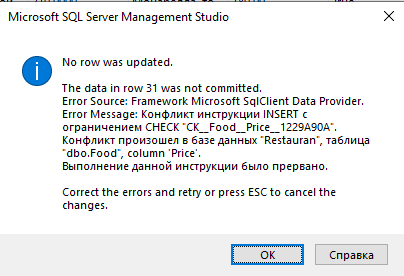 Microsoft SQL Server Management Studio
No row was updated.
The data in row 31 was not committed.
Error Source: Framework Microsoft SqlClient Data Provider.
Error Message: Конфликт инструкции INSERT с
ограничением CHECK "CK__Food__Price__1229A90A".
Конфликт произошел в базе данных "Restauran", таблица
"dbo.Food", column 'Price'.
Выполнение данной инструкции было прервано.
Correct the errors and retry or press ESC to cancel the
changes.
OK
Справка